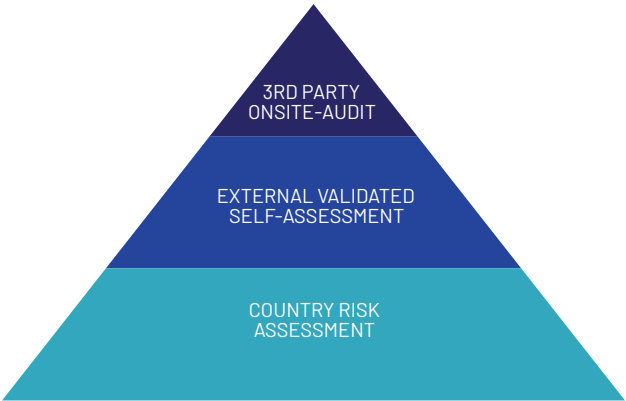 3RD PARTY
ONSITE-AUDIT
EXTERNAL VALIDATED
SELF-ASSESSMENT
COUNTRY RISK
ASSESSMENT